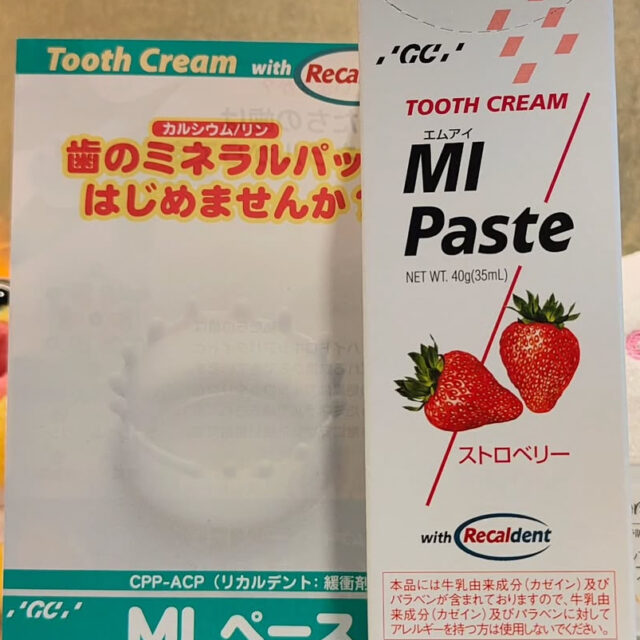 Tooth Cream with Recal
カルシウム/リン
歯のミネラルパッ
はじめませんか?
CPP-ACP（リカルデント：緩衝剤
GC
MI ペース
GC
TOOTH CREAM
エムアイ
MI
Paste
NET WT. 40g(35mL)
ストロベリー
with Recaldent
本品には牛乳由来成分（カゼイン）及び
パラベンが含まれておりますので、牛乳由
来成分（カゼイン）及びパラベンに対して
アレルギーを持つ方は使用しないでください。